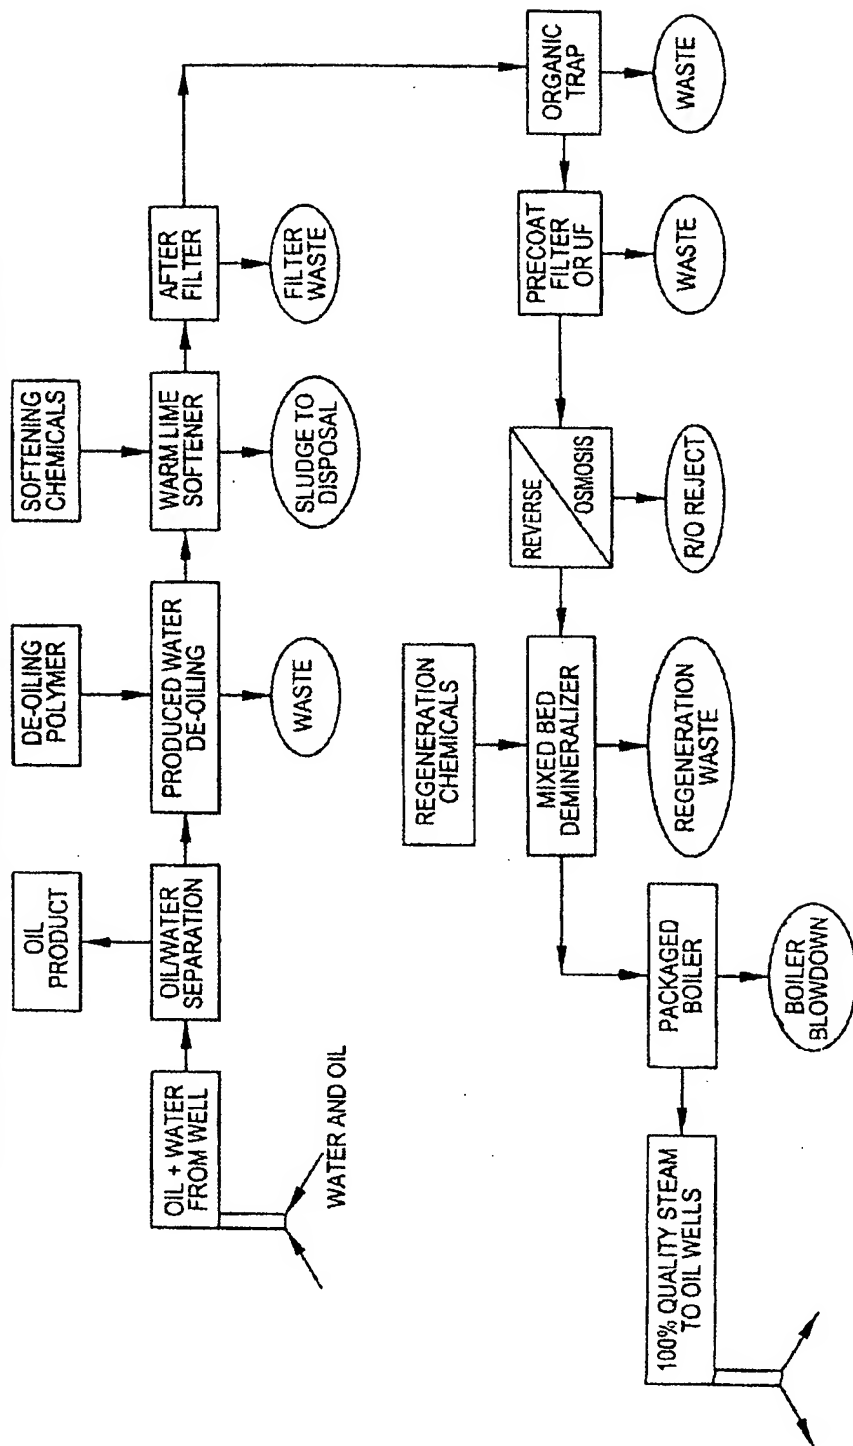 OIL + WATER
FROM WELL
WATER AND OIL
OIL/WATER
SEPARATION
OIL
PRODUCT
PRODUCED WATER
DE-OILING
DE-OILING
POLYMER
WASTE
WARM LIME
SOFTENER
SOFTENING
CHEMICALS
SLUDGE TO
DISPOSAL
AFTER
FILTER
FILTER
WASTE
ORGANIC
TRAP
WASTE
PRECOAT
FILTER
OR UF
WASTE
REVERSE
OSMOSIS
R/O REJECT
MIXED BED
DEMINERALIZER
REGENERATION
CHEMICALS
REGENERATION
WASTE
PACKAGED
BOILER
BOILER
BLOWDOWN
100% QUALITY STEAM
TO OIL WELLS